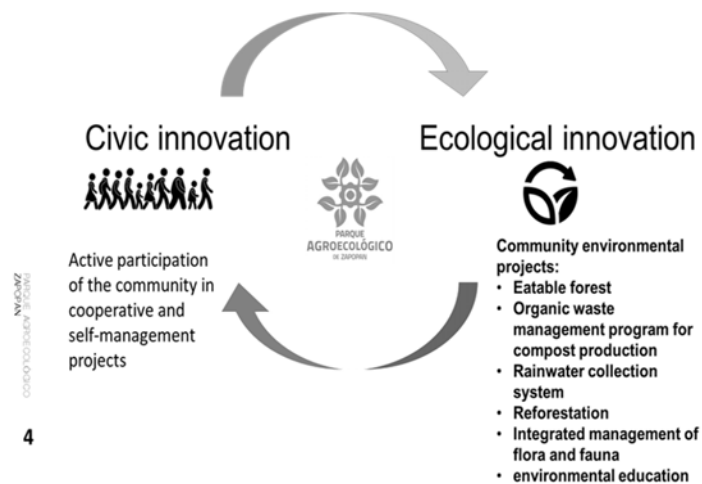 Civic innovation
Active participation
of the community in
cooperative and
self-management
projects
PARQUE
AGROECOLÓGICO
DE ZAPOPAN
Ecological innovation
Community environmental
projects:
• Eatable forest
• Organic waste
management program for
compost production
• Rainwater collection
system
• Reforestation
• Integrated management of
flora and fauna
• environmental education
PARQUE AGROECOLÓGICO
ZAPOPAN
4